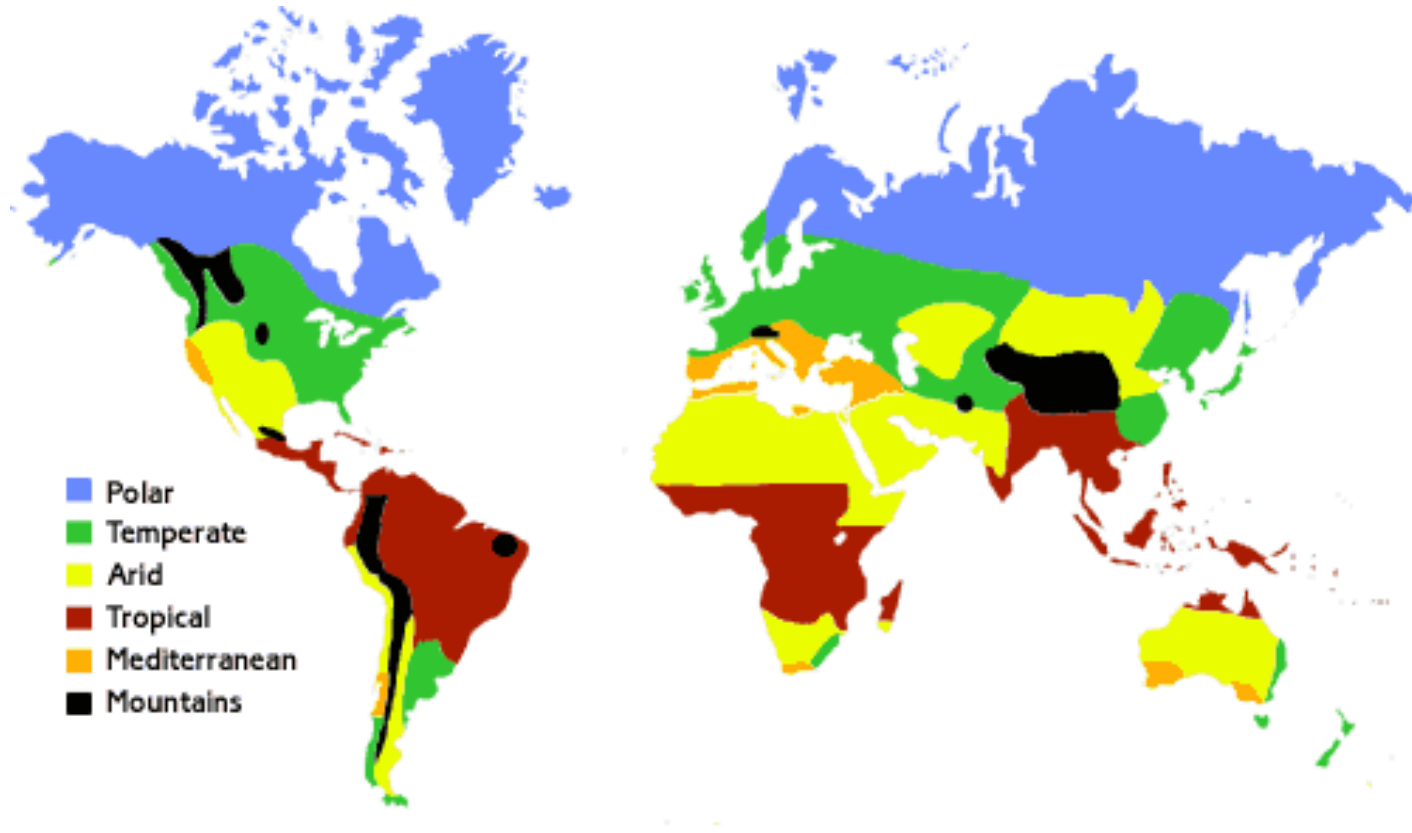 Polar
Temperate
Arid
Tropical
Mediterranean
Mountains